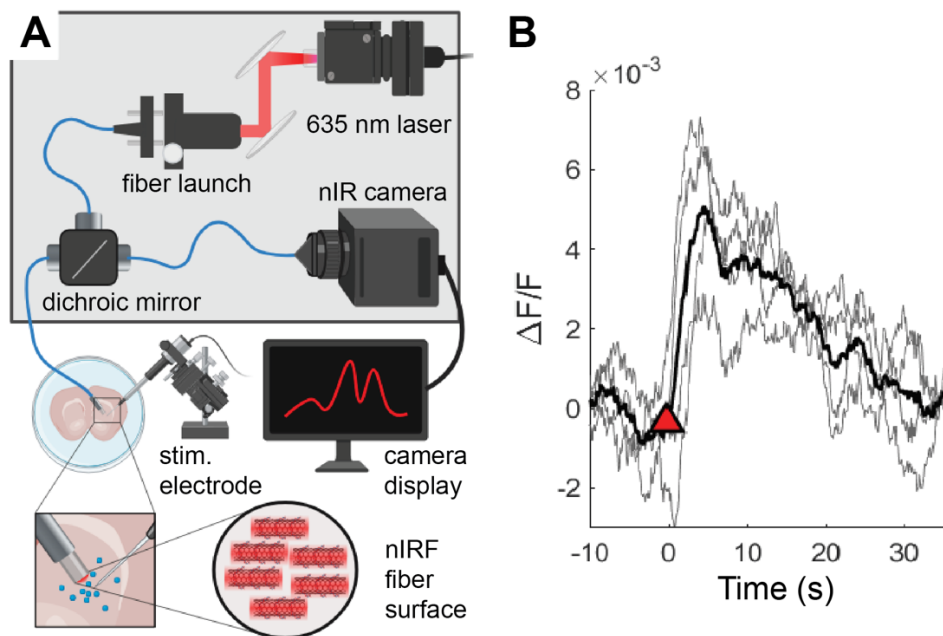 A
635 nm laser
fiber launch
nIR camera
dichroic mirror
stim.
electrode
camera
display
nIRF
fiber
surface
B
× 10⁻³
8
6
4
2
0
-2
ΔF/F
-10 0 10 20 30
Time (s)